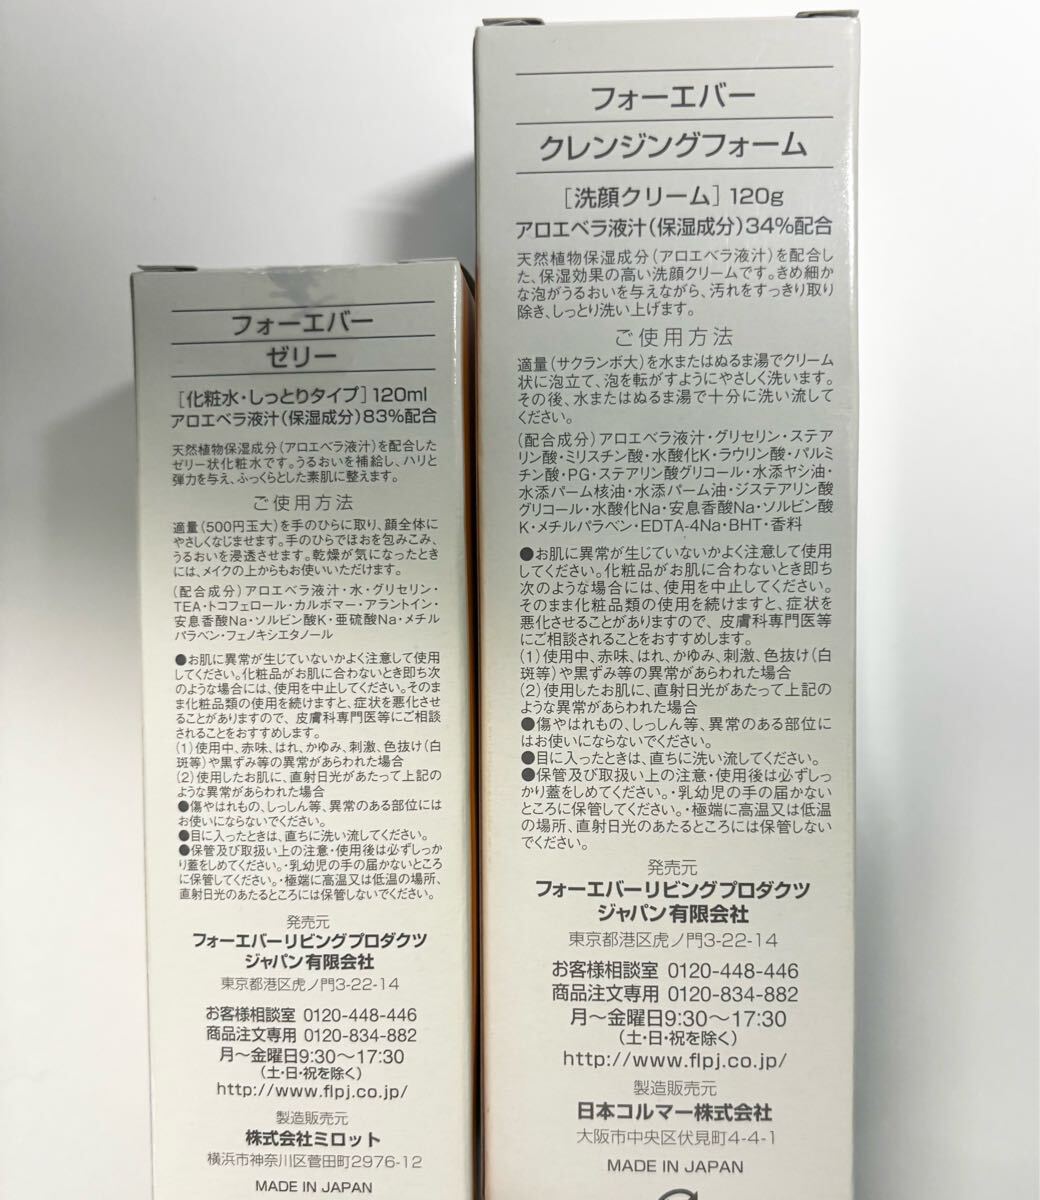 フォーエバー
ゼリー
[化粧水・しっとりタイプ]120ml
アロエベラ液汁(保湿成分)83%配合
天然植物保湿成分(アロエベラ液汁)を配合した
ゼリー状化粧水です。うるおいを補給し、ハリと
弾力を与え、ふっくらとした素肌に整えます。
ご使用方法
適量(500円玉大)を手のひらに取り、顔全体に
やさしくなじませます。手のひらでほおを包みこみ、
うるおいを浸透させます。乾燥が気になったとき
には、メイクの上からもお使いいただけます。
(配合成分)アロエベラ液汁・水・グリセリン・
TEA・トコフェロール・カルボマー・アラントイン・
安息香酸Na・ソルビン酸K・亜硫酸Na・メチル
パラベン・フェノキシエタノール
●お肌に異常が生じていないかよく注意して使用
してください。化粧品がお肌に合わないとき即ち次
のような場合には、使用を中止してください。そのま
ま化粧品類の使用を続けますと、症状を悪化させ
ることがありますので、皮膚科専門医等にご相談
されることをおすすめします。
(1)使用中、赤味、はれ、かゆみ、刺激、色抜け(白
斑等)や黒ずみ等の異常があらわれた場合
(2)使用したお肌に、直射日光があたって上記の
ような異常があらわれた場合
●傷やはれもの、しっしん等、異常のある部位には
お使いにならないでください。
●目に入ったときは、直ちに洗い流してください。
●保管及び取扱い上の注意・使用後は必ずしっか
り蓋をしめてください。・乳幼児の手の届かないところ
に保管してください。・極端に高温又は低温の場所、
直射日光のあたるところには保管しないでください。
発売元
フォーエバーリビングプロダクツ
ジャパン有限会社
東京都港区虎ノ門3-22-14
お客様相談室 0120-448-446
商品注文専用 0120-834-882
月〜金曜日9:30〜17:30
(土・日・祝を除く)
http://www.flpj.co.jp/
製造販売元
株式会社ミロット
横浜市神奈川区菅田町2976-12
MADE IN JAPAN
フォーエバー
クレンジングフォーム
[洗顔クリーム]120g
アロエベラ液汁(保湿成分)34%配合
天然植物保湿成分(アロエベラ液汁)を配合し
た、保湿効果の高い洗顔クリームです。きめ細か
な泡がうるおいを与えながら、汚れをすっきり取り
除き、しっとり洗い上げます。
ご使用方法
適量(サクランボ大)を水またはぬるま湯でクリーム
状に泡立て、泡を転がすようにやさしく洗います。
その後、水またはぬるま湯で十分に洗い流して
ください。
(配合成分)アロエベラ液汁・グリセリン・ステア
リン酸・ミリスチン酸・水酸化K・ラウリン酸・パルミ
チン酸・PG・ステアリン酸グリコール・水添ヤシ油・
水添パーム核油・水添パーム油・ジステアリン酸
グリコール・水酸化Na・安息香酸Na・ソルビン酸
K・メチルパラベン・EDTA-4Na・BHT・香料
●お肌に異常が生じていないかよく注意して使用
してください。化粧品がお肌に合わないとき即ち
次のような場合には、使用を中止してください。
そのまま化粧品類の使用を続けますと、症状を
悪化させることがありますので、皮膚科専門医等
にご相談されることをおすすめします。
(1)使用中、赤味、はれ、かゆみ、刺激、色抜け(白
斑等)や黒ずみ等の異常があらわれた場合
(2)使用したお肌に、直射日光があたって上記の
ような異常があらわれた場合
●傷やはれもの、しっしん等、異常のある部位に
はお使いにならないでください。
●目に入ったときは、直ちに洗い流してください。
●保管及び取扱い上の注意・使用後は必ずしっ
かり蓋をしめてください。・乳幼児の手の届かない
ところに保管してください。・極端に高温又は低温
の場所、直射日光のあたるところには保管しない
でください。
発売元
フォーエバーリビングプロダクツ
ジャパン有限会社
東京都港区虎ノ門3-22-14
お客様相談室 0120-448-446
商品注文専用 0120-834-882
月〜金曜日9:30〜17:30
(土・日・祝を除く)
http://www.flpj.co.jp/
製造販売元
日本コルマー株式会社
大阪市中央区伏見町4-4-1
MADE IN JAPAN